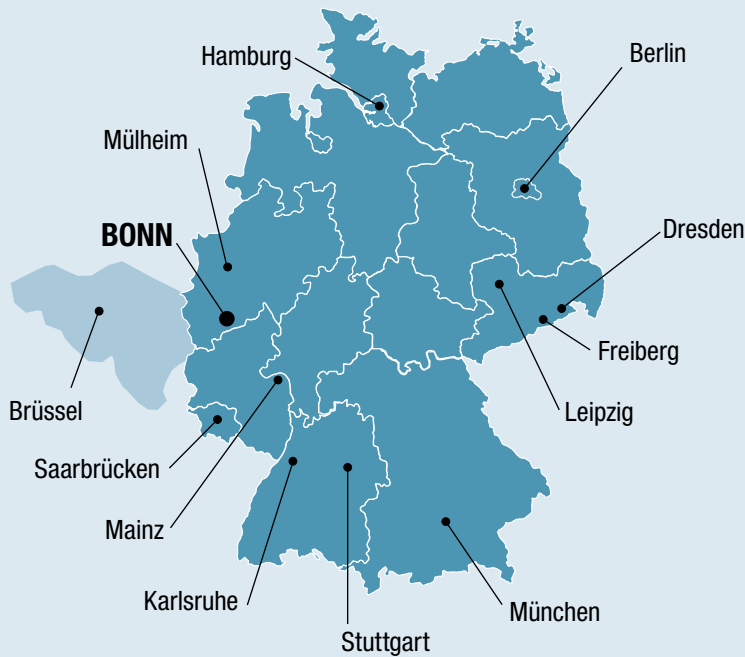 Hamburg
Berlin
Mülheim
BONN
Dresden
Freiberg
Brüssel
Leipzig
Saarbrücken
Mainz
Karlsruhe
München
Stuttgart